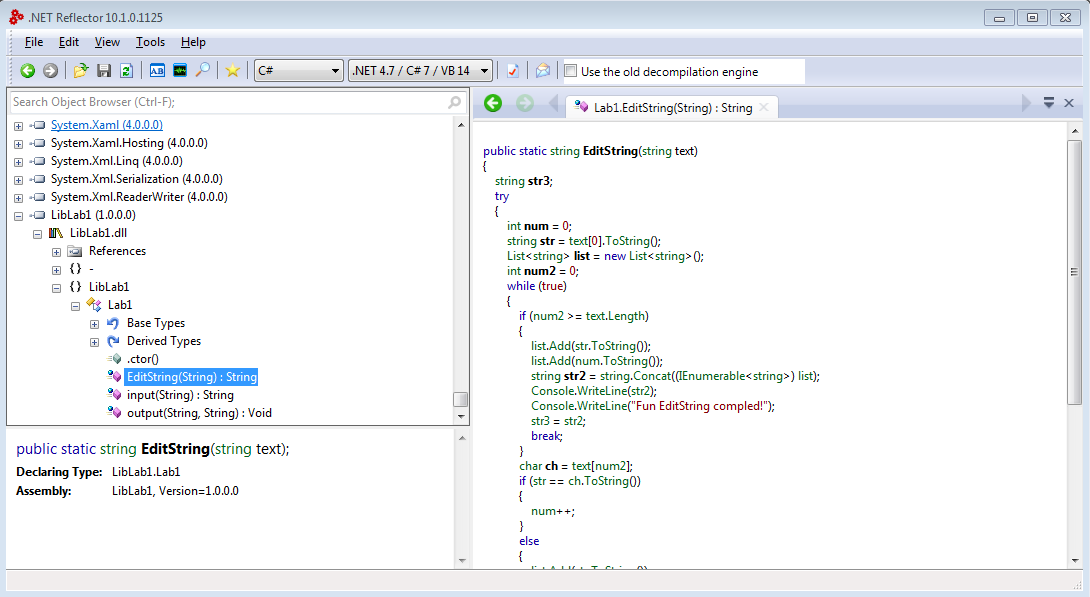 .NET Reflector 10.1.0.1125
File Edit View Tools Help
C# .NET 4.7 / C# 7 / VB 14 Use the old decompilation engine
Search Object Browser (Ctrl-F);
System.Xaml (4.0.0.0)
System.Xaml.Hosting (4.0.0.0)
System.Xml.Linq (4.0.0.0)
System.Xml.Serialization (4.0.0.0)
System.Xml.ReaderWriter (4.0.0.0)
LibLab1 (1.0.0.0)
LibLab1.dll
References
{} -
{} LibLab1
Lab1
Base Types
Derived Types
.ctor()
EditString(String) : String
input(String) : String
output(String, String) : Void
public static string EditString(string text);
Declaring Type: LibLab1.Lab1
Assembly: LibLab1, Version=1.0.0.0
Lab1.EditString(String) : String
public static string EditString(string text)
{
string str3;
try
{
int num = 0;
string str = text[0].ToString();
List<string> list = new List<string>();
int num2 = 0;
while (true)
{
if (num2 >= text.Length)
{
list.Add(str.ToString());
list.Add(num.ToString());
string str2 = string.Concat((IEnumerable<string>) list);
Console.WriteLine(str2);
Console.WriteLine("Fun EditString compled!");
str3 = str2;
break;
}
char ch = text[num2];
if (str == ch.ToString())
{
num++;
}
else
{